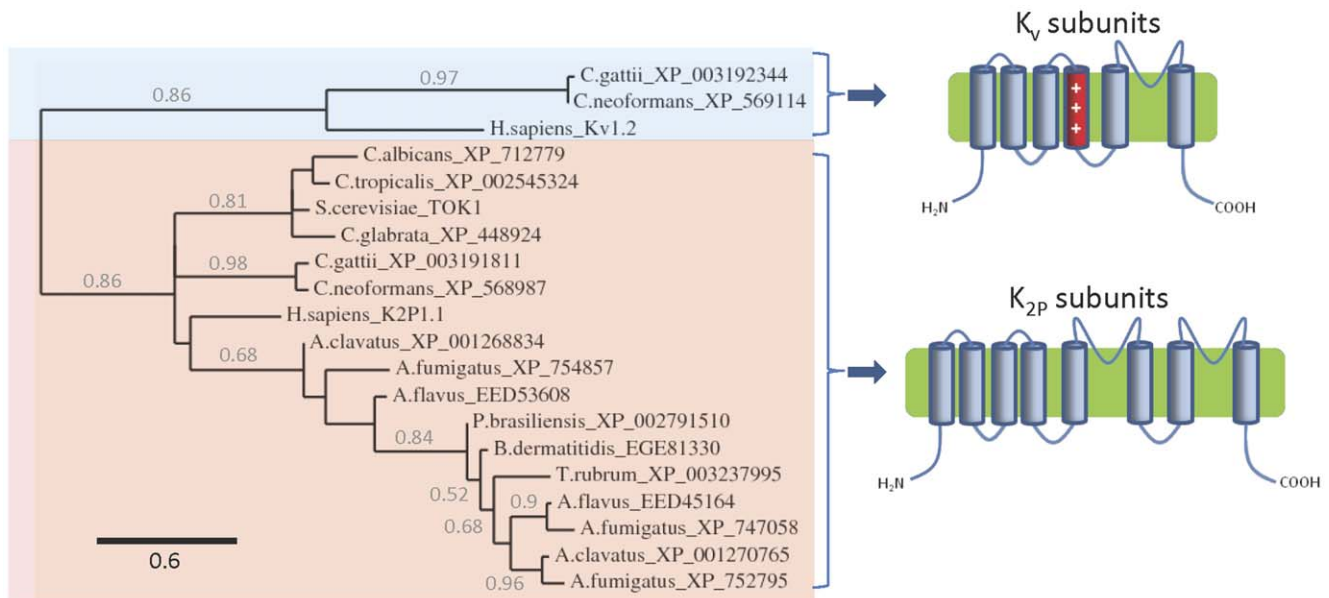 K_v subunits
0.97
C.gattii_XP_003192344
0.86
C.neoformans_XP_569114
H.sapiens_Kv1.2
+
+
+
H₂N
COOH
C.albicans_XP_712779
C.tropicalis_XP_002545324
0.81
S.cerevisiae_TOK1
C.glabrata_XP_448924
0.98
C.gattii_XP_003191811
0.86
C.neoformans_XP_568987
H.sapiens_K2P1.1
A.clavatus_XP_001268834
0.68
A.fumigatus_XP_754857
A.flavus_EED53608
P.brasiliensis_XP_002791510
0.84
B.dermatitidis_EGE81330
T.rubrum_XP_003237995
0.52
0.9
A.flavus_EED45164
0.68
A.fumigatus_XP_747058
A.clavatus_XP_001270765
0.96
A.fumigatus_XP_752795
0.6
K₂P subunits
H₂N
COOH